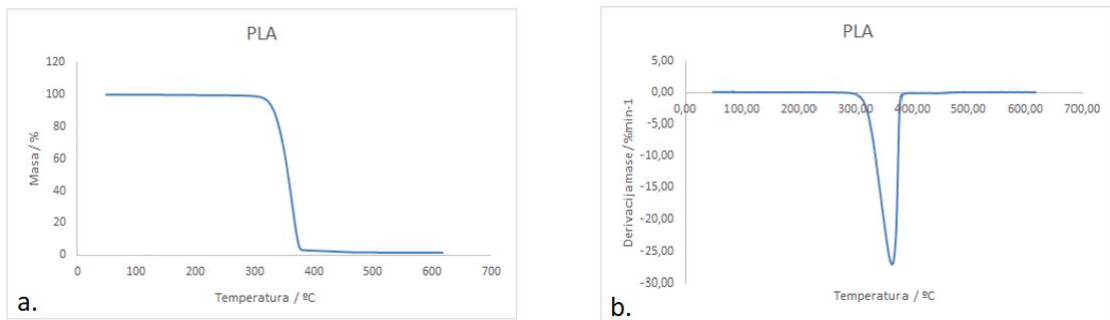 PLA
120
100
80
60
40
20
0
Masa / %
0 100 200 300 400 500 600 700
Temperatura / ºC
a.
PLA
5,00
0,00
-5,00
-10,00
-15,00
-20,00
-25,00
-30,00
0,00 100,00 200,00 300,00 400,00 500,00 600,00 700,00
Derivacija mase / %min-1
Temperatura / ºC
b.